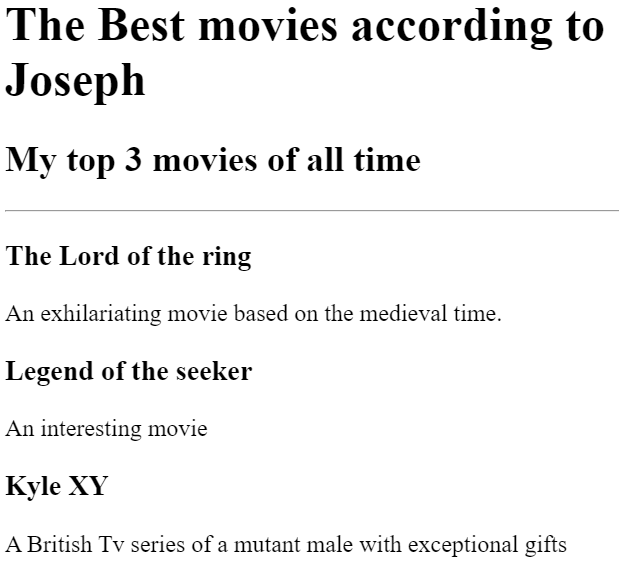 The Best movies according to
Joseph
My top 3 movies of all time
The Lord of the ring
An exhilariating movie based on the medieval time.
Legend of the seeker
An interesting movie
Kyle XY
A British Tv series of a mutant male with exceptional gifts